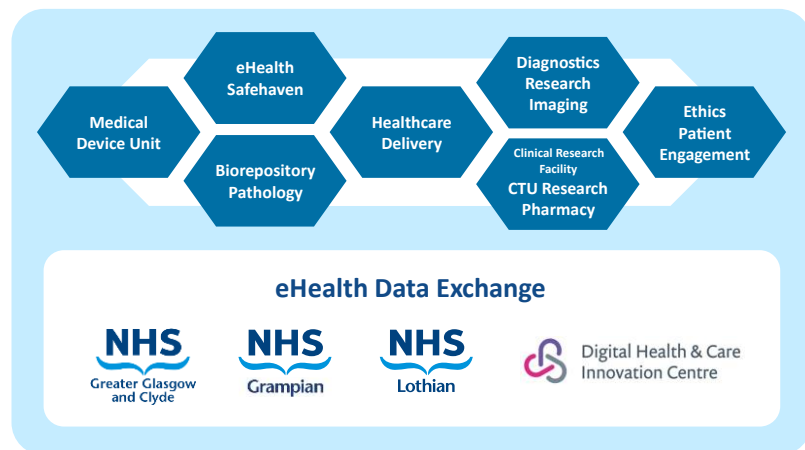 Medical
Device Unit
eHealth
Safehaven
Biorepository
Pathology
Healthcare
Delivery
Diagnostics
Research
Imaging
Clinical Research
Facility
CTU Research
Pharmacy
Ethics
Patient
Engagement
eHealth Data Exchange
NHS
Greater Glasgow
and Clyde
NHS
Grampian
NHS
Lothian
Digital Health & Care
Innovation Centre